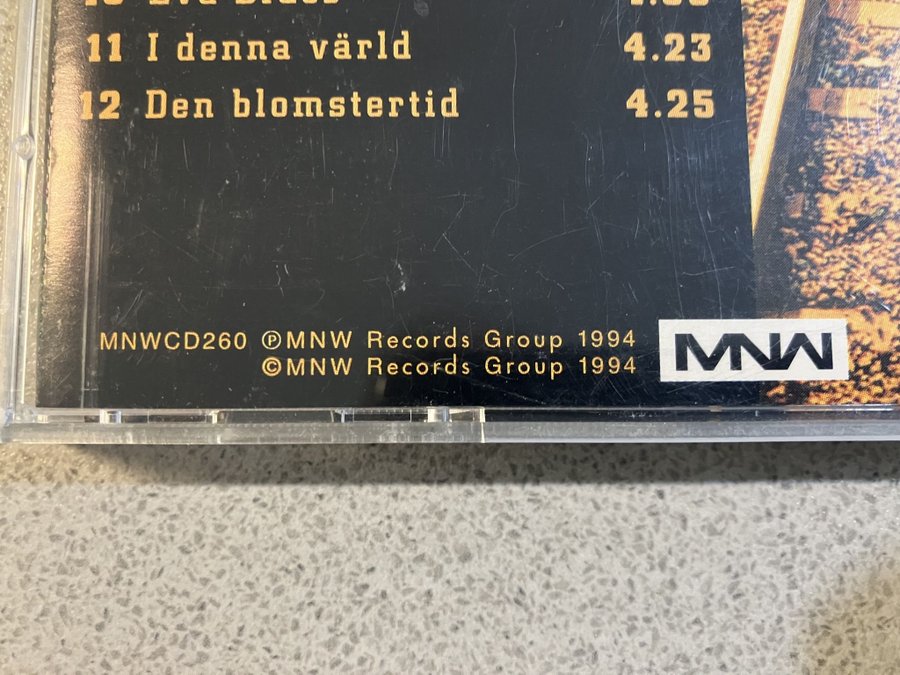 11 I denna värld 4.23
12 Den blomstertid 4.25
MNWCD260 ℗MNW Records Group 1994
©MNW Records Group 1994
MNW